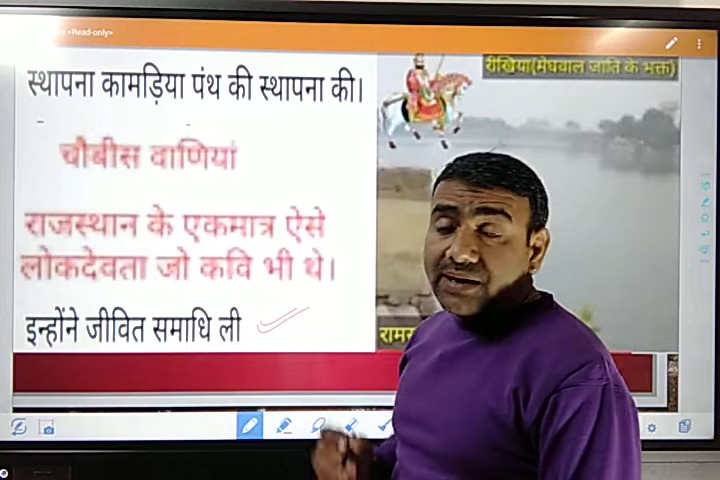 <Read-only>
स्थापना कामड़िया पंथ की स्थापना की।
रीखिया(मेघवाल जाति के भक्त)
चौबीस वाणियां
राजस्थान के एकमात्र ऐसे
लोकदेवता जो कवि भी थे।
इन्होंने जीवित समाधि ली